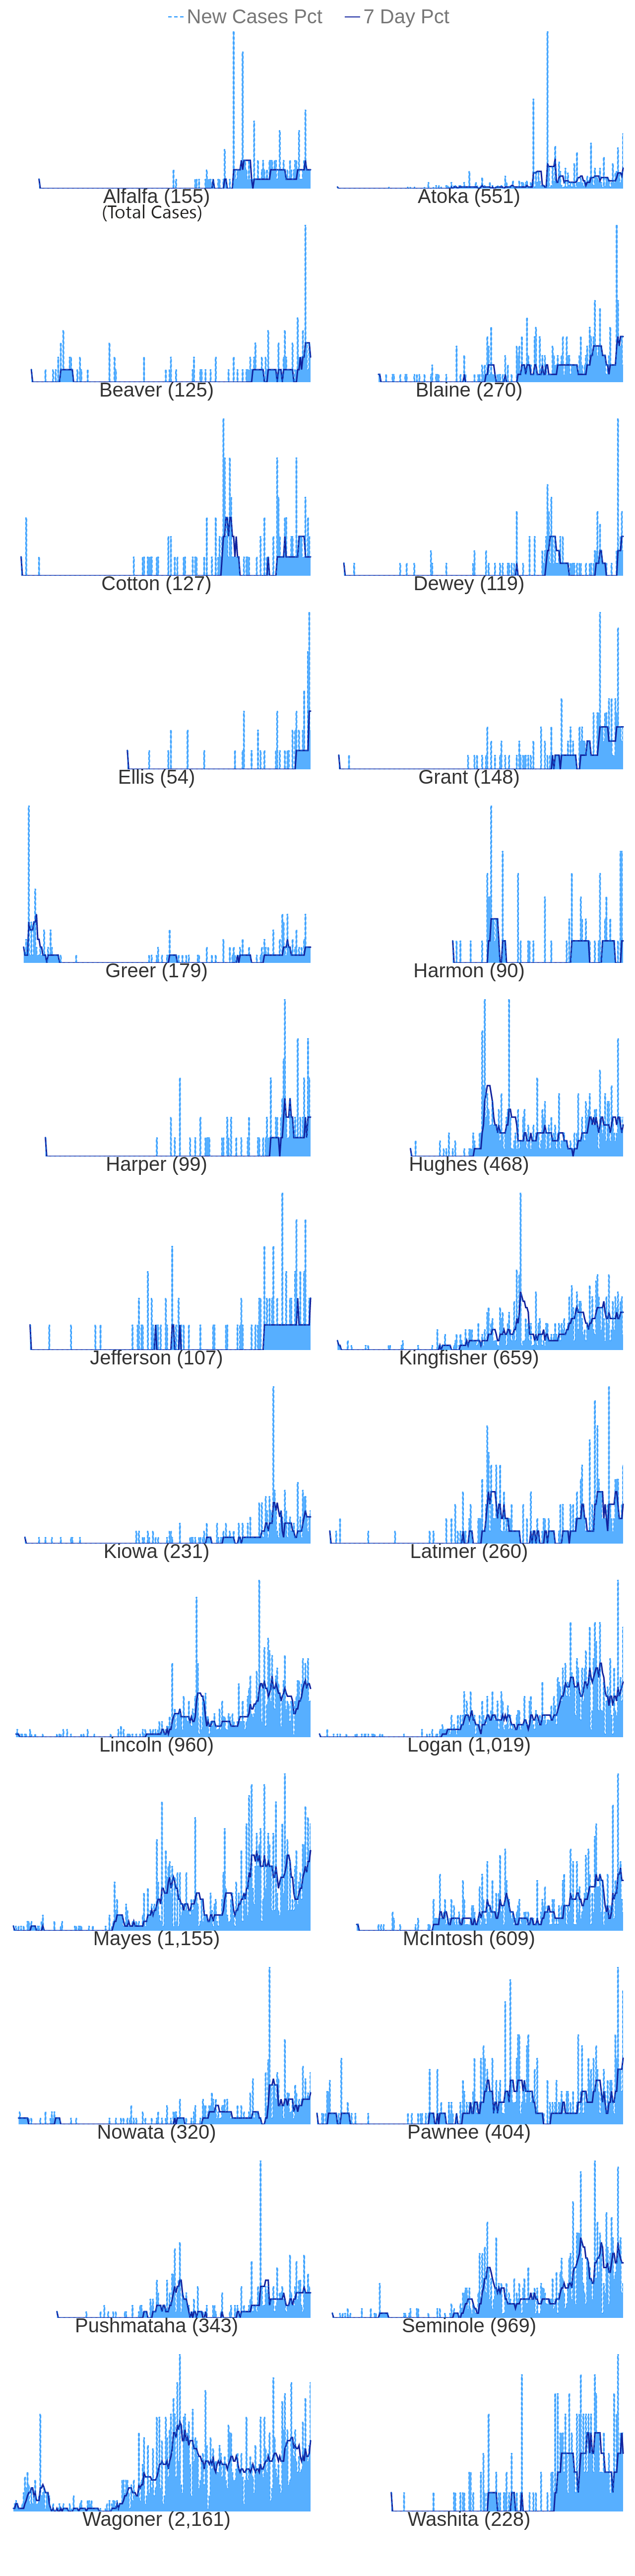 New Cases Pct 7 Day Pct
Alfalfa (155) Atoka (551)
(Total Cases)
Beaver (125) Blaine (270)
Cotton (127) Dewey (119)
Ellis (54) Grant (148)
Greer (179) Harmon (90)
Harper (99) Hughes (468)
Jefferson (107) Kingfisher (659)
Kiowa (231) Latimer (260)
Lincoln (960) Logan (1,019)
Mayes (1,155) McIntosh (609)
Nowata (320) Pawnee (404)
Pushmataha (343) Seminole (969)
Wagoner (2,161) Washita (228)